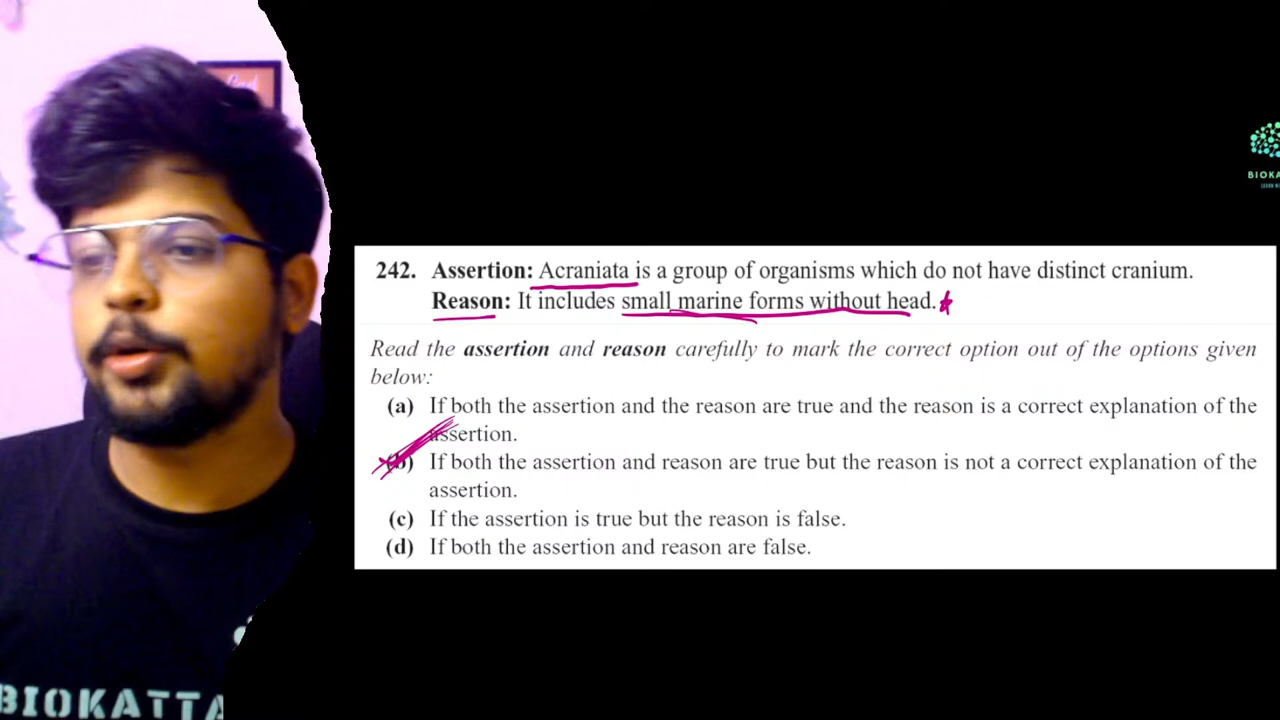 BIOKA
242. Assertion: Acraniata is a group of organisms which do not have distinct cranium.
Reason: It includes small marine forms without head.
Read the assertion and reason carefully to mark the correct option out of the options given
below:
(a) If both the assertion and the reason are true and the reason is a correct explanation of the
assertion.
(b) If both the assertion and reason are true but the reason is not a correct explanation of the
assertion.
(c) If the assertion is true but the reason is false.
(d) If both the assertion and reason are false.
BIOKATTA